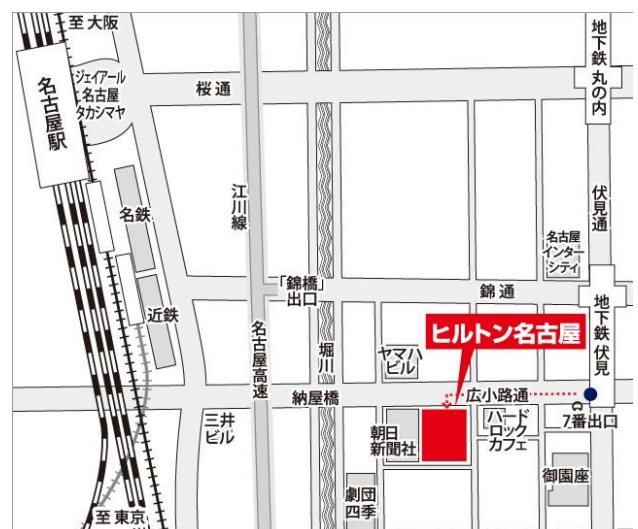 至 大阪
名古屋駅
ジェイアール
名古屋
タカシマヤ
桜 通
地下鉄 丸の内
伏見通
名鉄
江川線
名古屋
インター
シティ
「錦橋」
出口
錦 通
近鉄
名古屋高速
堀川
ヤマハ
ビル
ヒルトン名古屋
地下鉄 伏見
納屋橋
広小路通
7番出口
三井
ビル
朝日
新聞社
ハード
ロック
カフェ
御園座
劇団
四季
至 東京